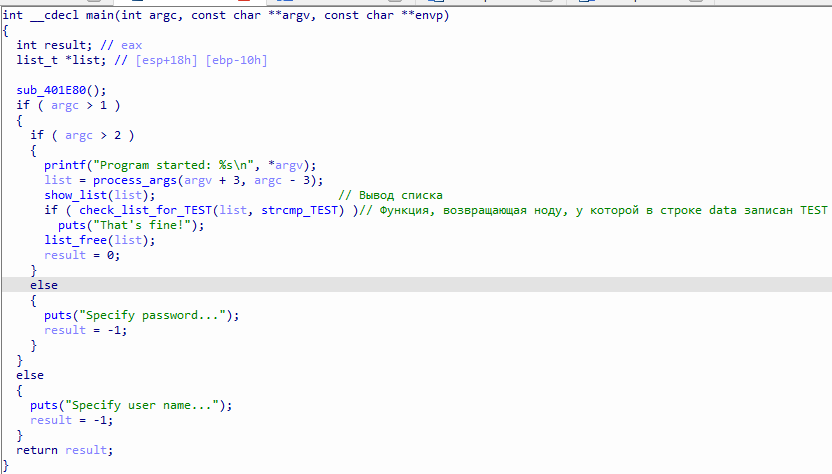 int __cdecl main(int argc, const char **argv, const char **envp)
{
  int result; // eax
  list_t *list; // [esp+18h] [ebp-10h]

  sub_401E80();
  if ( argc > 1 )
  {
    if ( argc > 2 )
    {
      printf("Program started: %s\n", *argv);
      list = process_args(argv + 3, argc - 3);
      show_list(list);                          // Вывод списка
      if ( check_list_for_TEST(list, strcmp_TEST) )// Функция, возвращающая ноду, у которой в строке data записан TEST
        puts("That's fine!");
      list_free(list);
      result = 0;
    }
    else
    {
      puts("Specify password...");
      result = -1;
    }
  }
  else
  {
    puts("Specify user name...");
    result = -1;
  }
  return result;
}